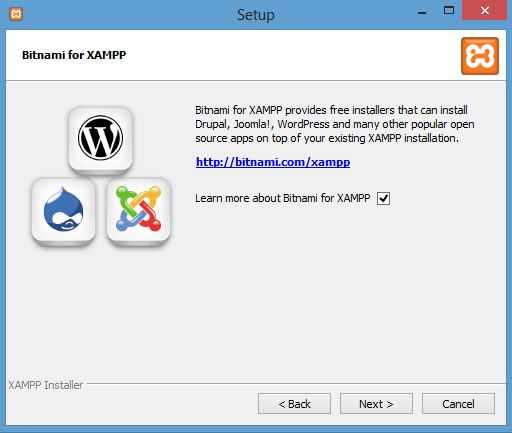 Setup
Bitnami for XAMPP
Bitnami for XAMPP provides free installers that can install
Drupal, Joomla!, WordPress and many other popular open
source apps on top of your existing XAMPP installation.
http://bitnami.com/xampp
Learn more about Bitnami for XAMPP
XAMPP Installer
< Back
Next >
Cancel